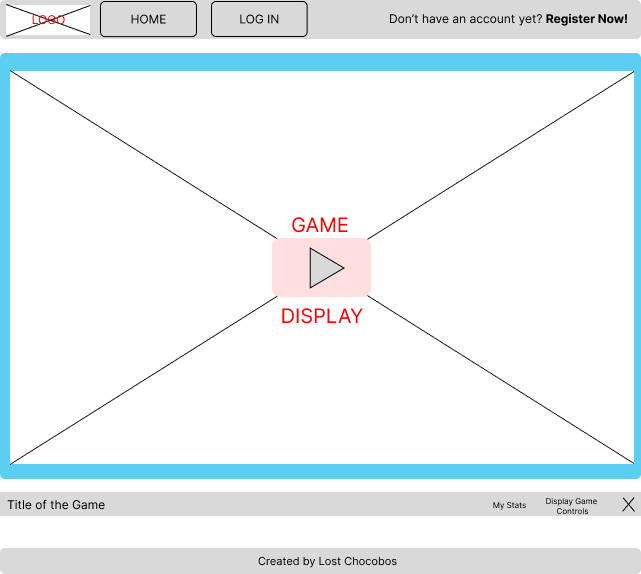 LOGO
HOME
LOG IN
Don't have an account yet? Register Now!
GAME
DISPLAY
Title of the Game
My Stats
Display Game
Controls
Created by Lost Chocobos